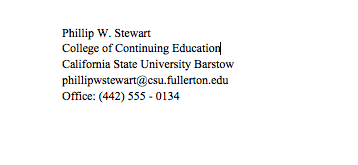 Phillip W. Stewart
College of Continuing Education
California State University Barstow
phillipwstewart@csu.fullerton.edu
Office: (442) 555 - 0134